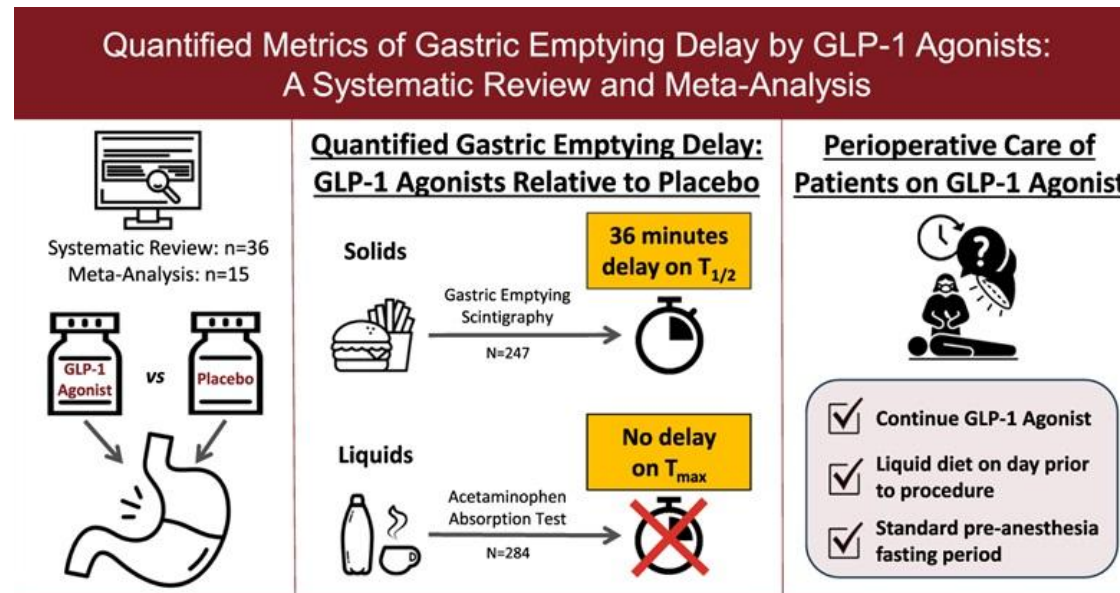 Quantified Metrics of Gastric Emptying Delay by GLP-1 Agonists:
A Systematic Review and Meta-Analysis
Systematic Review: n=36
Meta-Analysis: n=15
GLP-1
Agonist
vs
Placebo
Quantified Gastric Emptying Delay:
GLP-1 Agonists Relative to Placebo
Solids
Gastric Emptying
Scintigraphy
N=247
36 minutes
delay on T1/2
Liquids
Acetaminophen
Absorption Test
N=284
No delay
on Tmax
Perioperative Care of
Patients on GLP-1 Agonist
?
Continue GLP-1 Agonist
Liquid diet on day prior
to procedure
Standard pre-anesthesia
fasting period